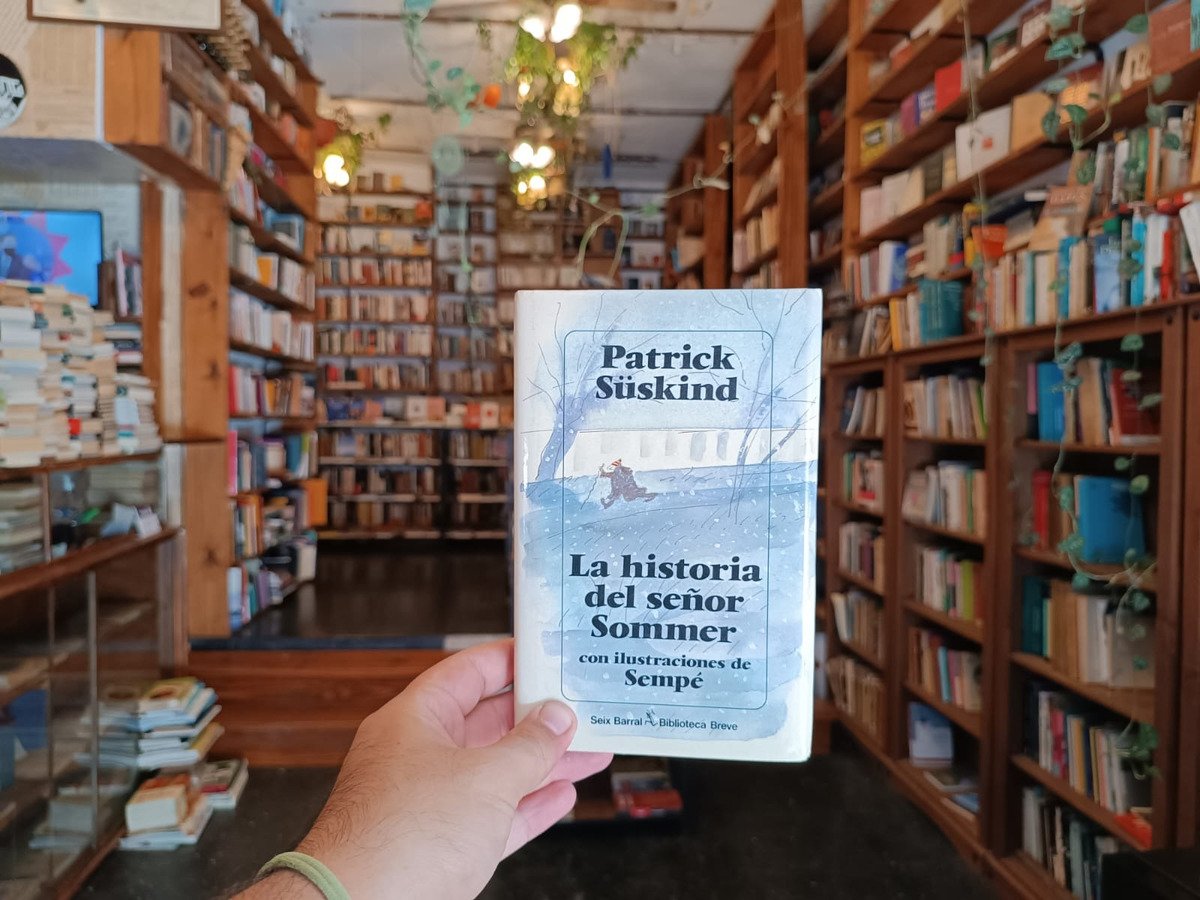 Patrick
Süskind
La historia
del señor
Sommer
con ilustraciones de
Sempé
Seix Barral Biblioteca Breve